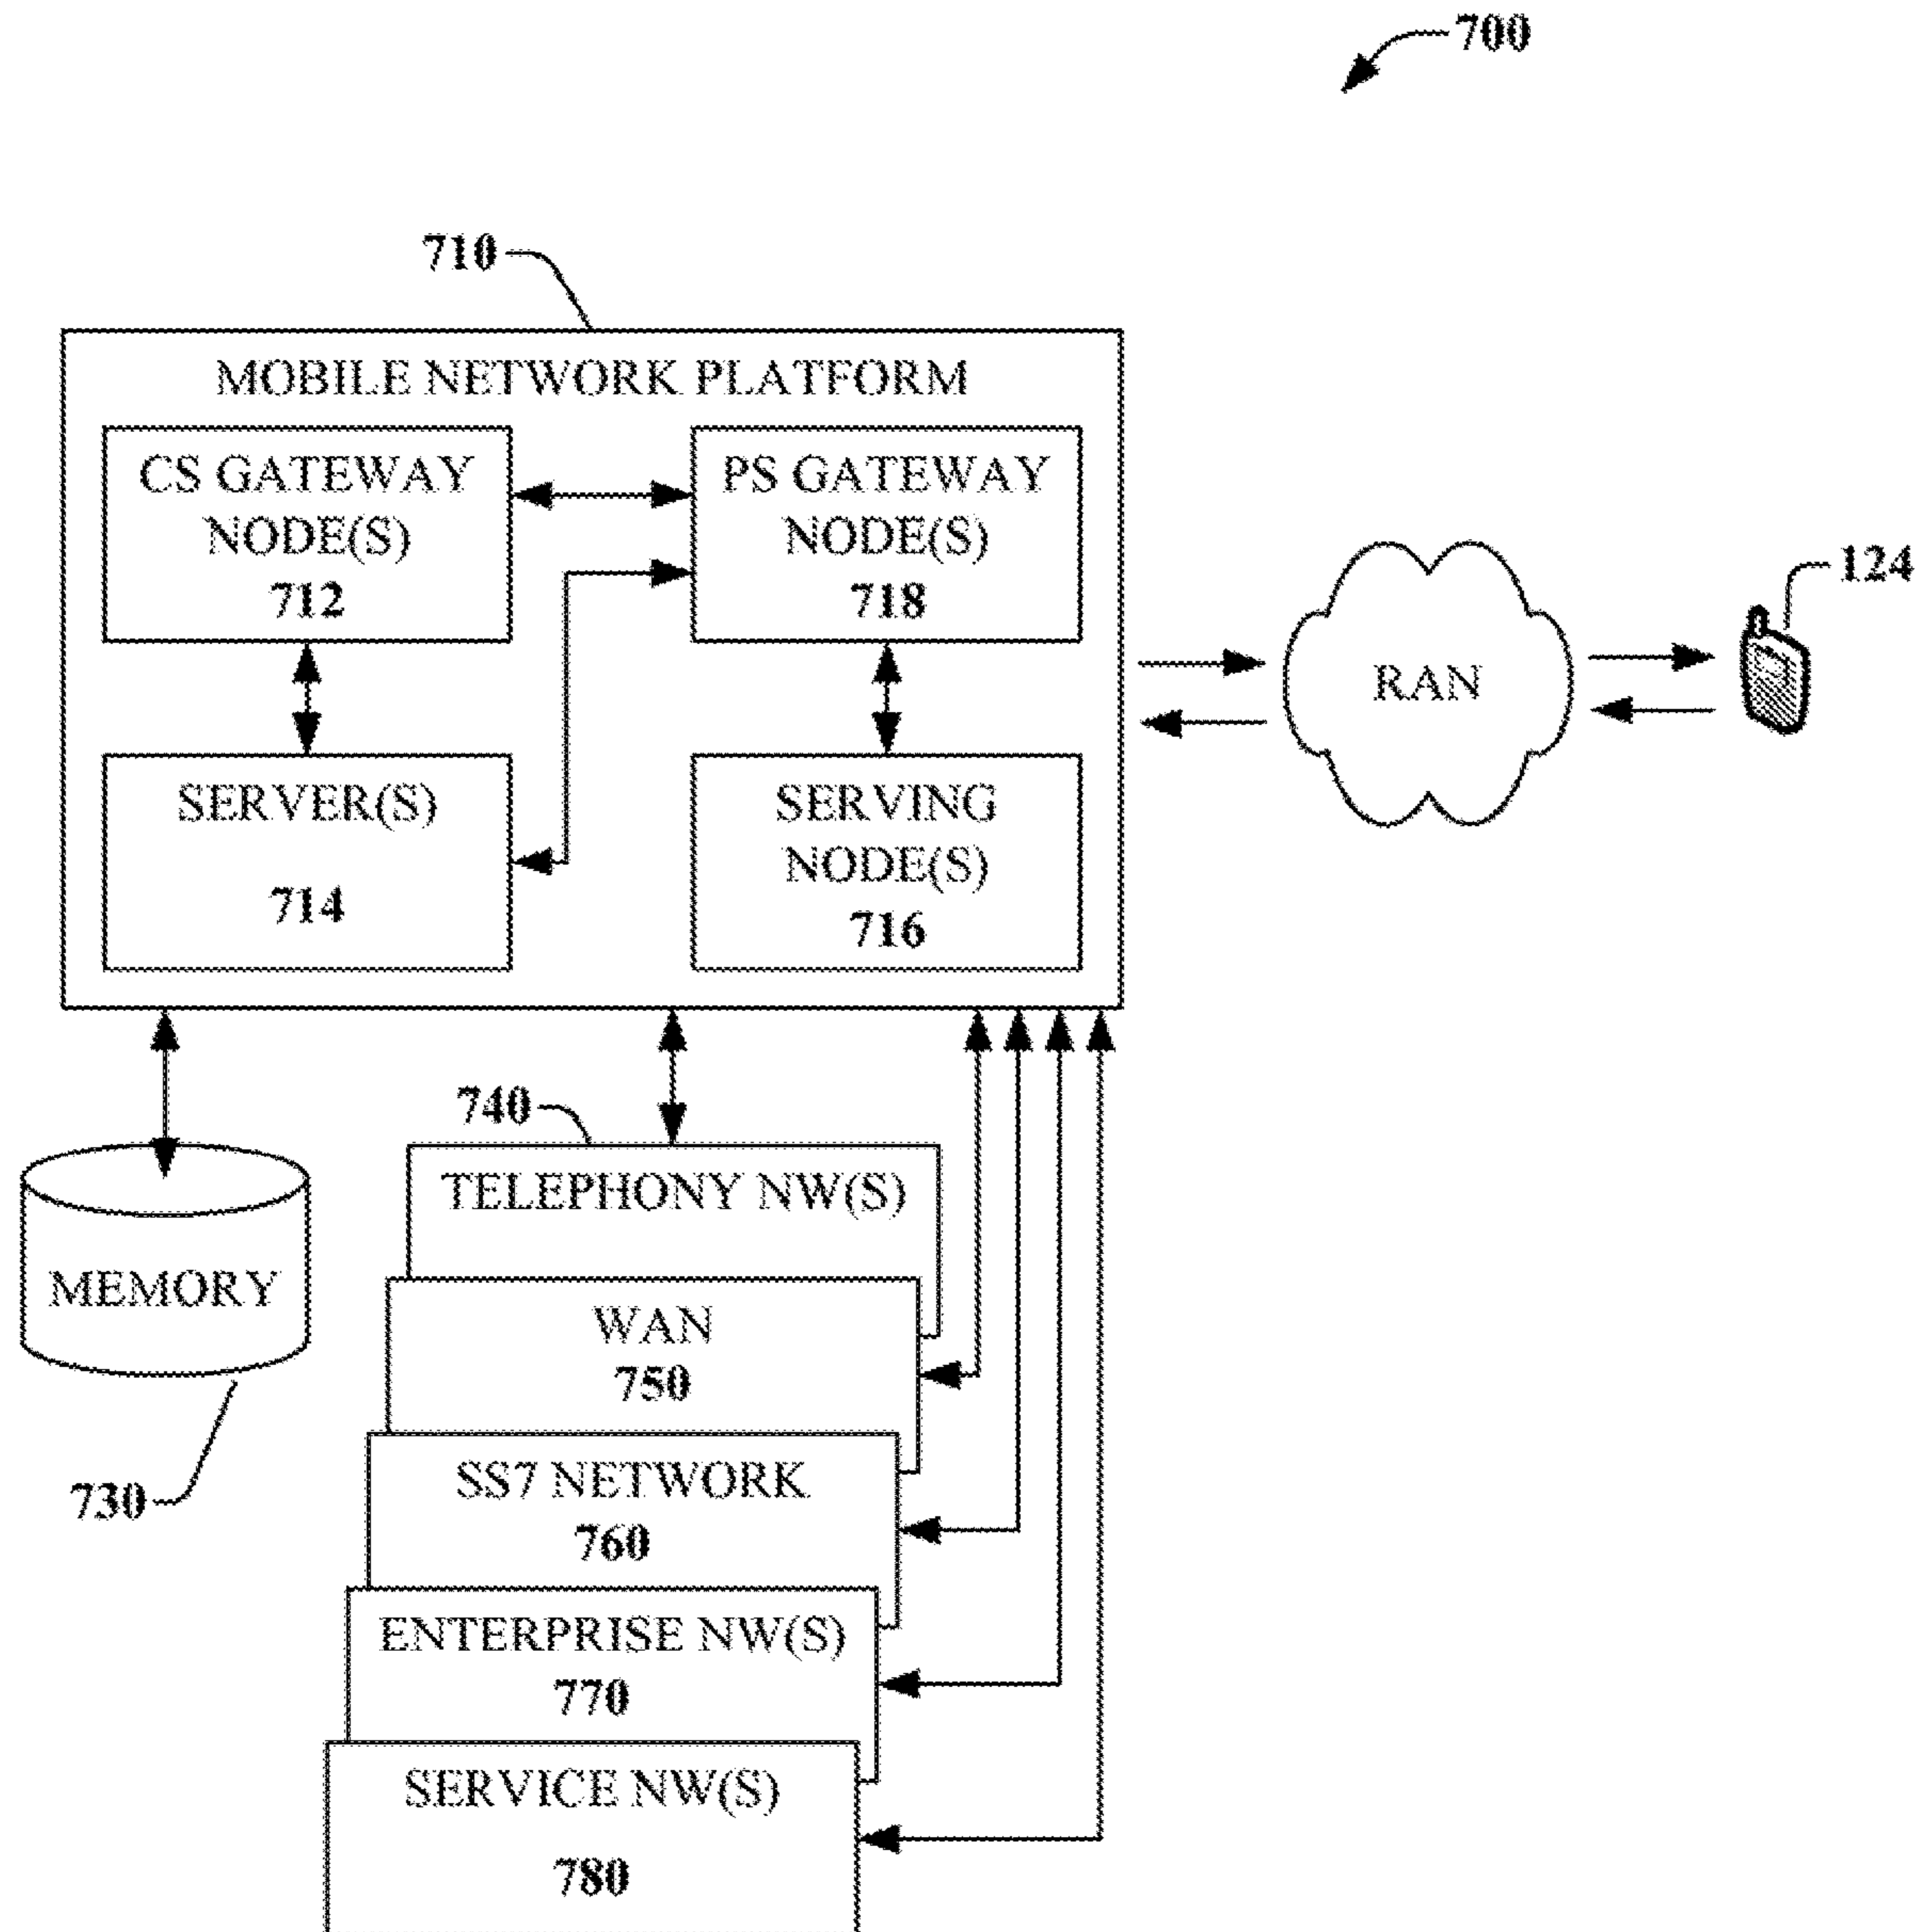 700
710
MOBILE NETWORK PLATFORM
CS GATEWAY
NODE(S)
712
PS GATEWAY
NODE(S)
718
SERVER(S)
714
SERVING
NODE(S)
716
RAN
124
740
TELEPHONY NW(S)
MEMORY
730
WAN
750
SS7 NETWORK
760
ENTERPRISE NW(S)
770
SERVICE NW(S)
780